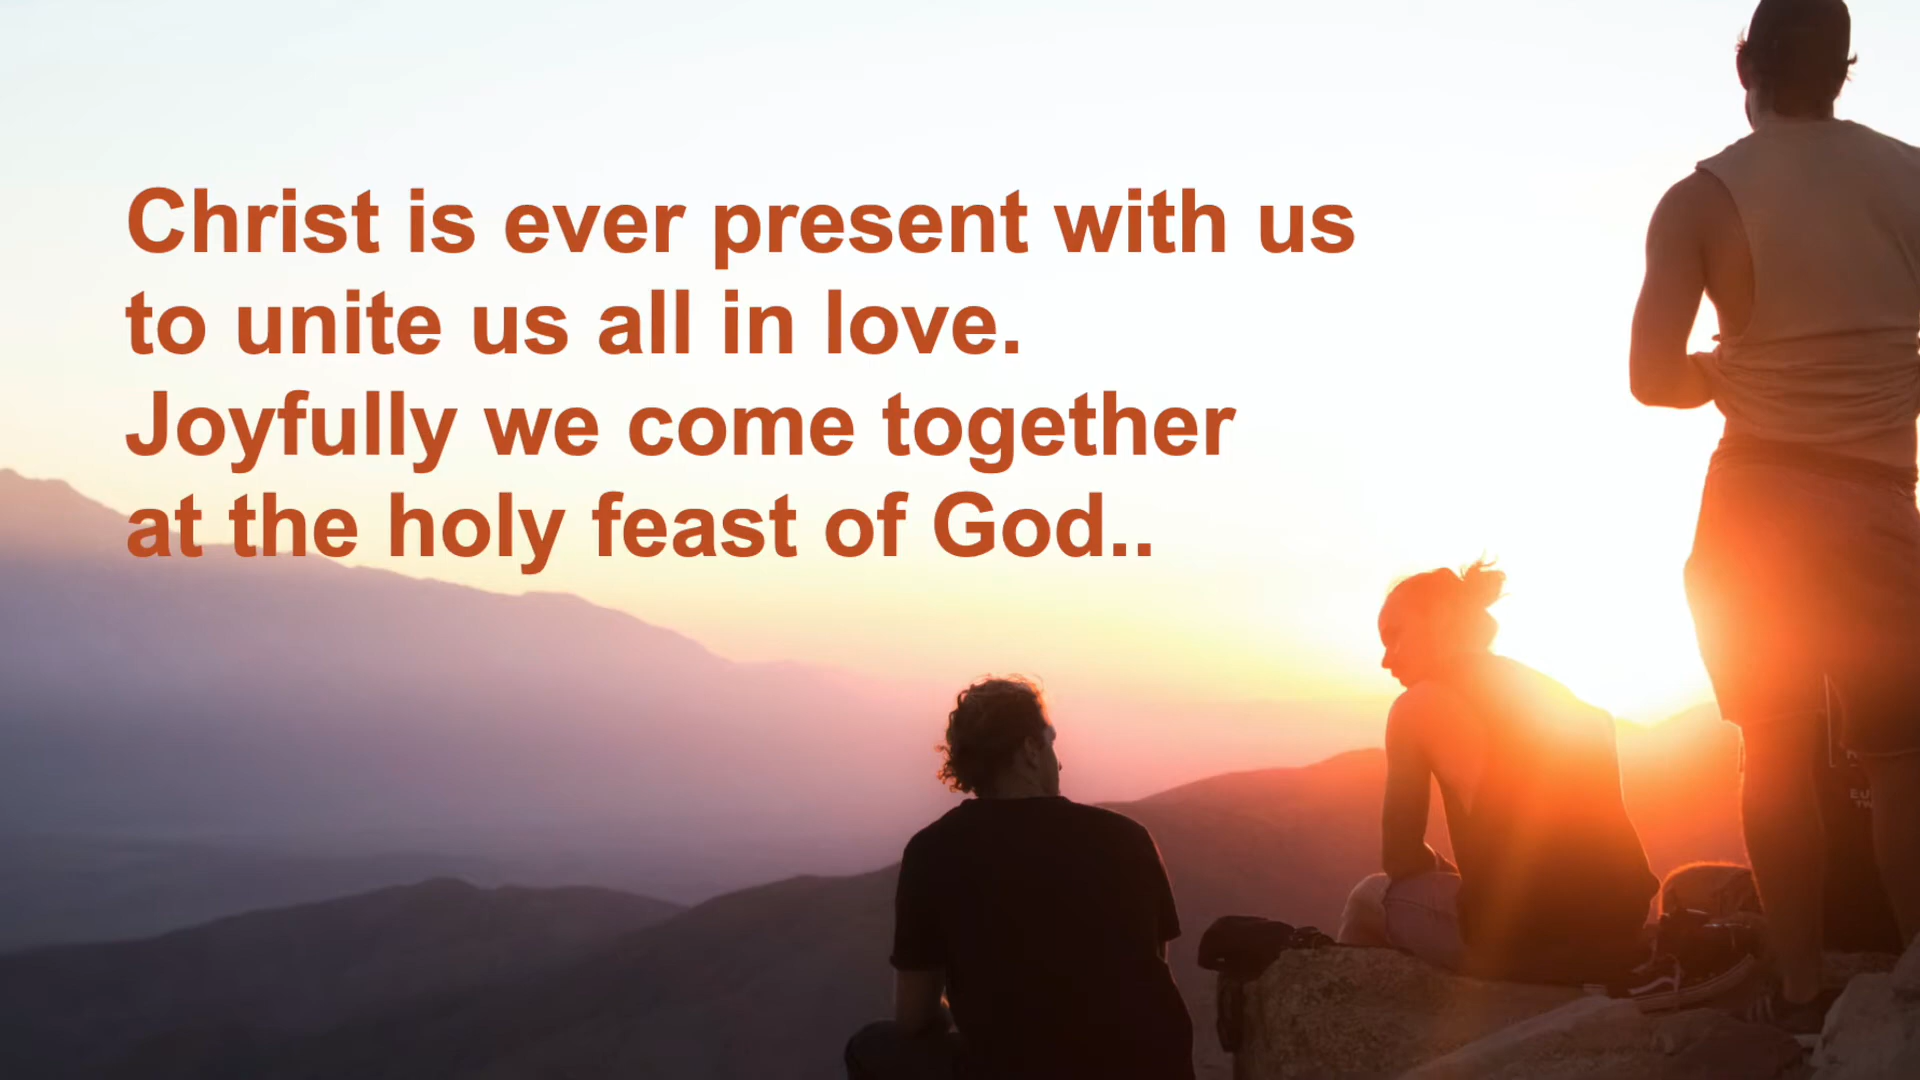 Christ is ever present with us
to unite us all in love.
Joyfully we come together
at the holy feast of God..